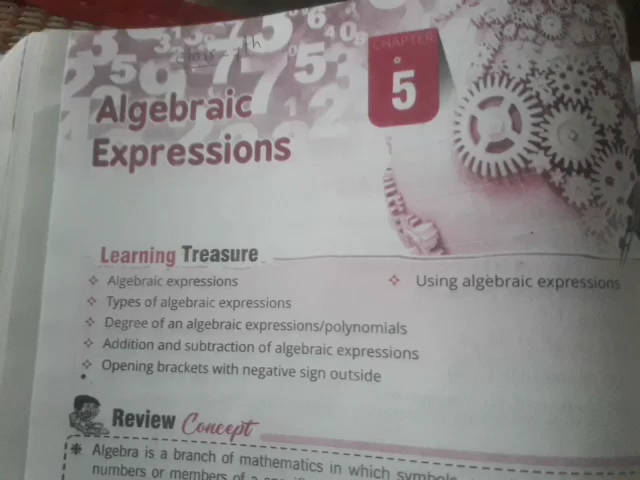 CHAPTER
5
Algebraic
Expressions
Learning Treasure
❖ Algebraic expressions
❖ Using algebraic expressions
❖ Types of algebraic expressions
❖ Degree of an algebraic expressions/polynomials
❖ Addition and subtraction of algebraic expressions
❖ Opening brackets with negative sign outside
Review Concept
✱ Algebra is a branch of mathematics in which symbols
numbers or members of a